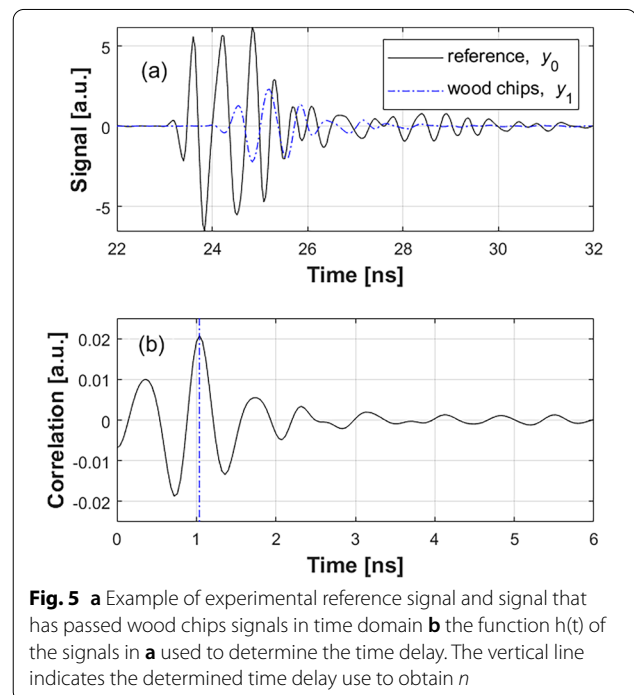 5
0
-5
Signal [a.u.]
(a)
reference, y0
wood chips, y1
22 24 26 28 30 32
Time [ns]
0.02
0.01
0
-0.01
-0.02
Correlation [a.u.]
(b)
0 1 2 3 4 5 6
Time [ns]
Fig. 5 a Example of experimental reference signal and signal that
has passed wood chips signals in time domain b the function h(t) of
the signals in a used to determine the time delay. The vertical line
indicates the determined time delay use to obtain n